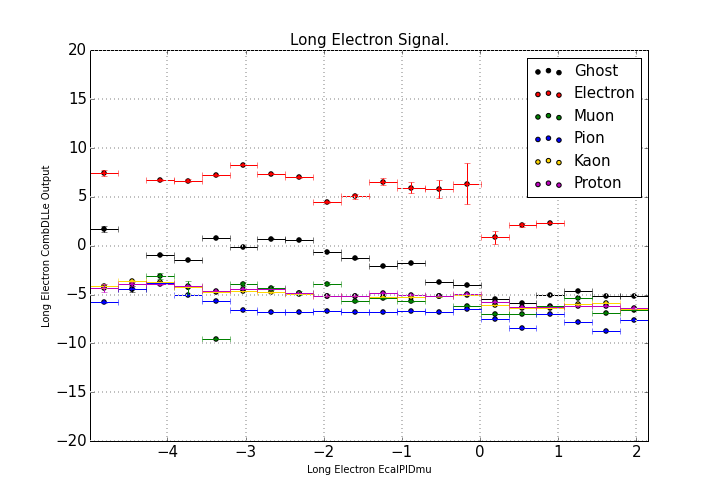 Long Electron Signal.
20
15
10
5
0
−5
−10
−15
−20
Long Electron CombDLLe Output
Ghost
Electron
Muon
Pion
Kaon
Proton
−4 −3 −2 −1 0 1 2
Long Electron EcalPIDmu